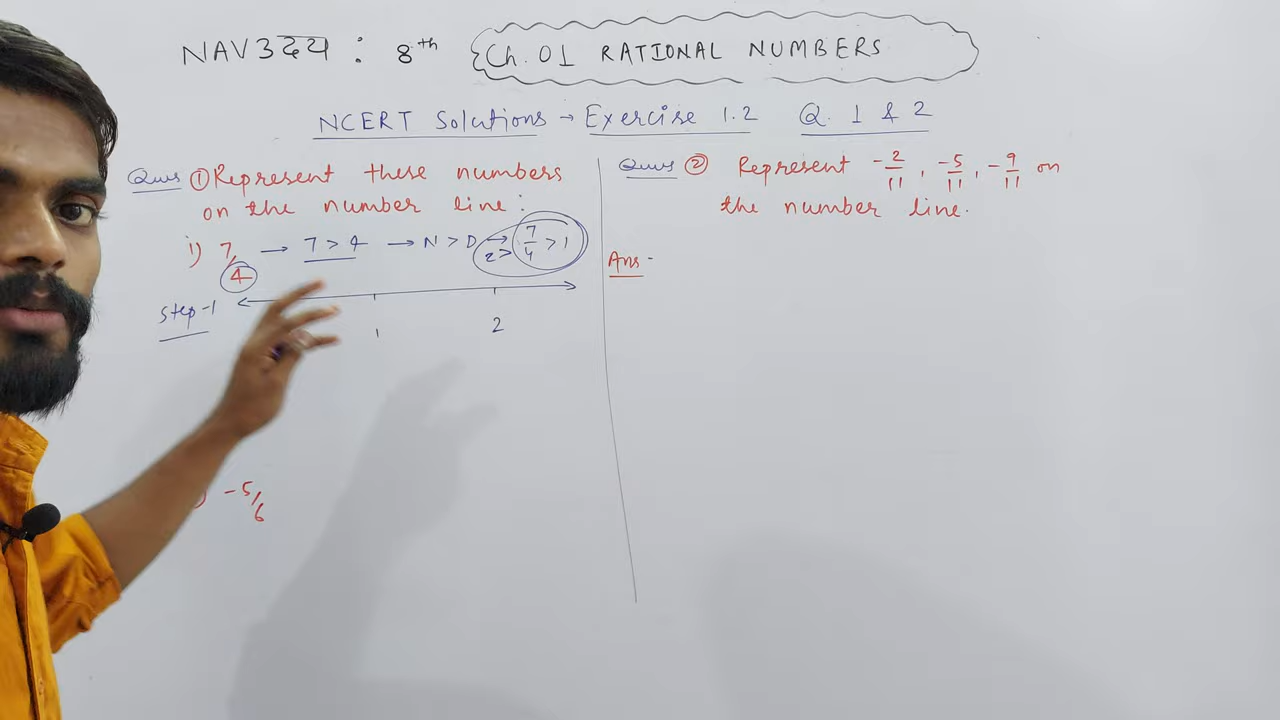 NAV3દય : 8th Ch. 01 RATIONAL NUMBERS
NCERT Solutions → Exercise 1.2 Q. 1 & 2
Ques ① Represent these numbers
on the number line:
i) 7/4 → 7 > 4 → N > D → 2 > 7/4 > 1
Step-1
1 2
) -5/6
Ques ② Represent -2/11, -5/11, -9/11 on
the number line.
Ans -